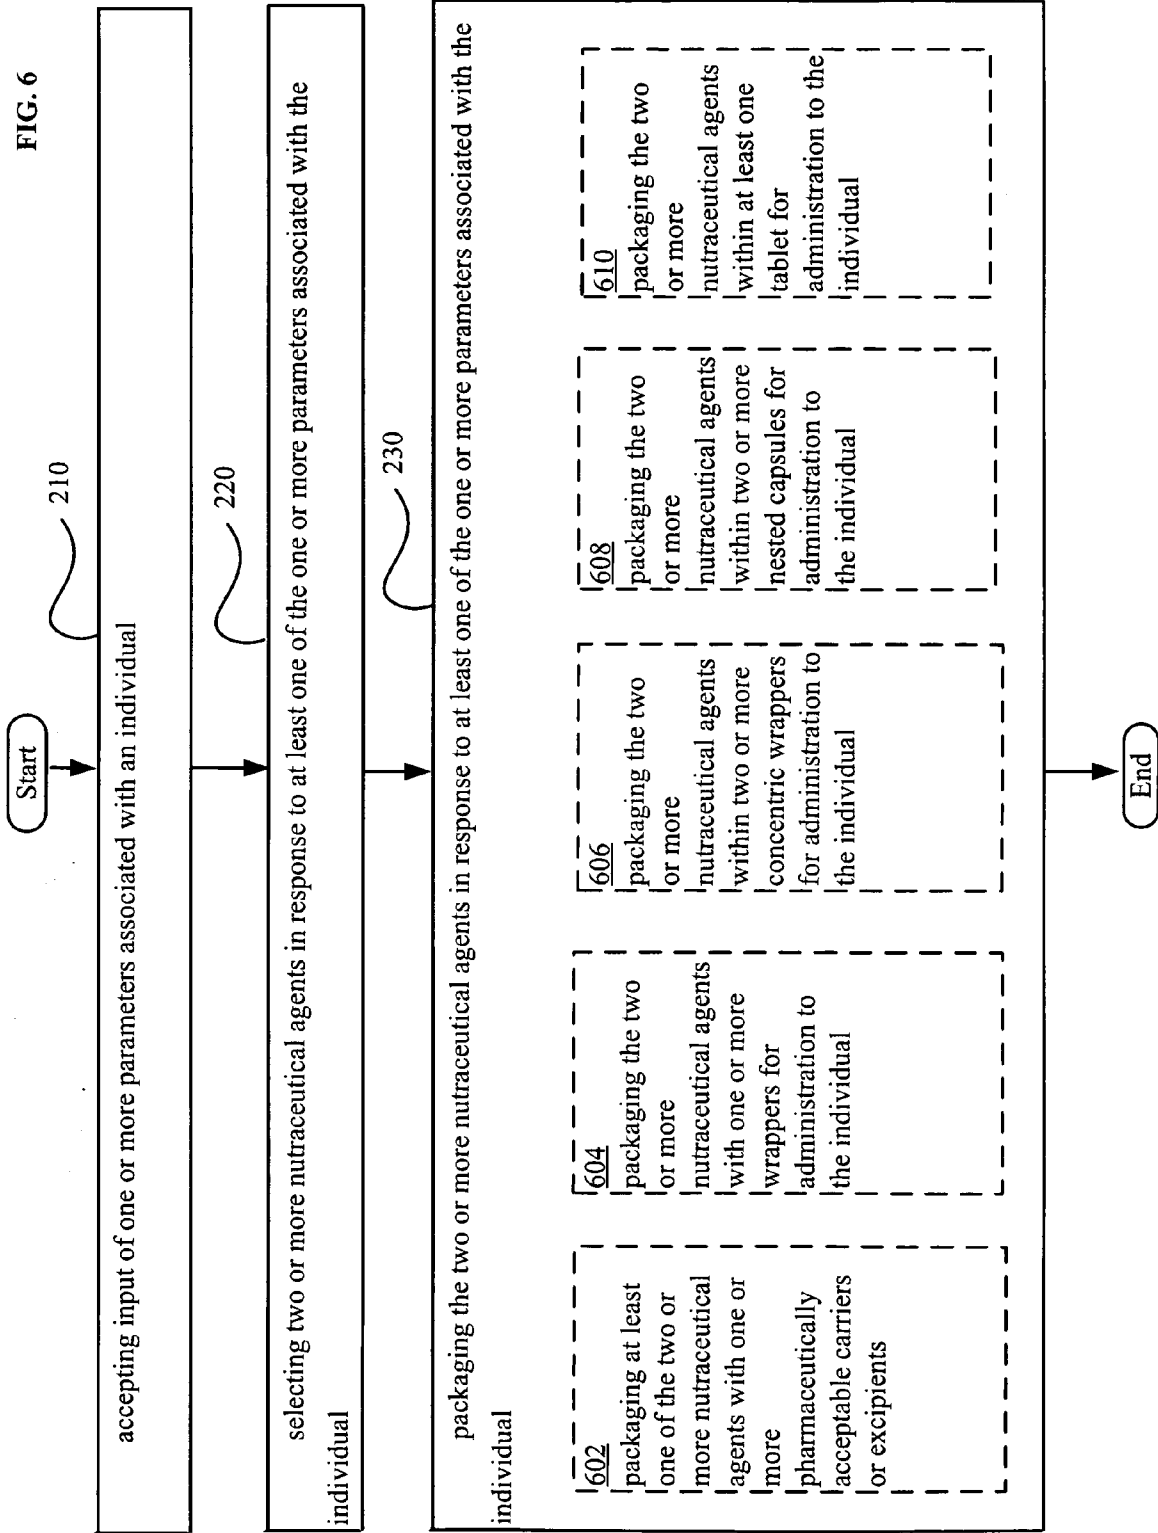 FIG. 6
Start
210
accepting input of one or more parameters associated with an individual
220
selecting two or more nutraceutical agents in response to at least one of the one or more parameters associated with the
individual
230
packaging the two or more nutraceutical agents in response to at least one of the one or more parameters associated with the
individual
602
packaging at least
one of the two or
more nutraceutical
agents with one or
more
pharmaceutically
acceptable carriers
or excipients
604
packaging the two
or more
nutraceutical agents
with one or more
wrappers for
administration to
the individual
606
packaging the two
or more
nutraceutical agents
within two or more
concentric wrappers
for administration to
the individual
608
packaging the two
or more
nutraceutical agents
within two or more
nested capsules for
administration to
the individual
610
packaging the two
or more
nutraceutical agents
within at least one
tablet for
administration to the
individual
End